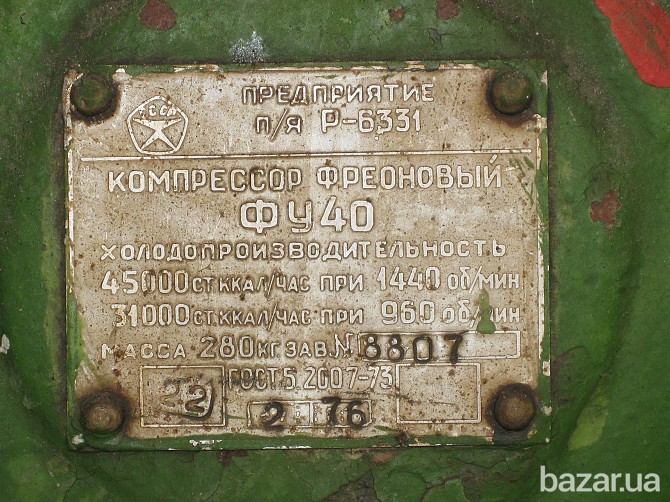 СССР
ПРЕДПРИЯТИЕ
П/Я Р-6331
КОМПРЕССОР ФРЕОНОВЫЙ
ФУ40
ХОЛОДОПРОИЗВОДИТЕЛЬНОСТЬ
45000 СТ.ККАЛ/ЧАС ПРИ 1440 ОБ/МИН
31000 СТ.ККАЛ/ЧАС ПРИ 960 ОБ/МИН
МАССА 280 КГ ЗАВ.№ 8807
ГОСТ 5.2007-73
2 76
bazar.ua